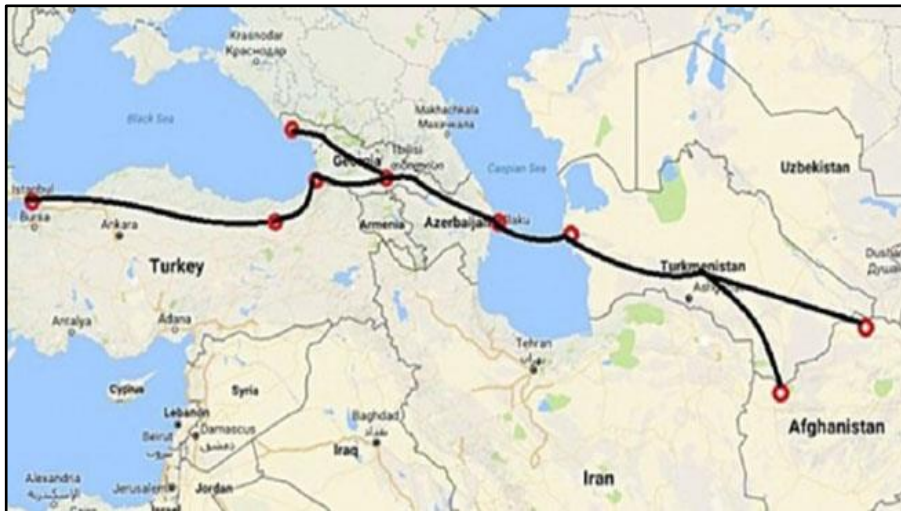 Krasnodar
Краснодар
Black Sea
Makhachkala
Махачкала
Caspian Sea
Tbilisi
Georgia
Uzbekistan
Istanbul
Bursa
Ankara
Armenia
Azerbaijan
Baku
Turkey
Turkmenistan
Antalya
Adana
Tehran
تهران
Cyprus
Syria
Lebanon
Beirut
بيروت
Damascus
دمشق
Baghdad
بغداد
Iraq
Afghanistan
Alexandria
الإسكندرية
Jerusalem
Jordan
Israel
Iran